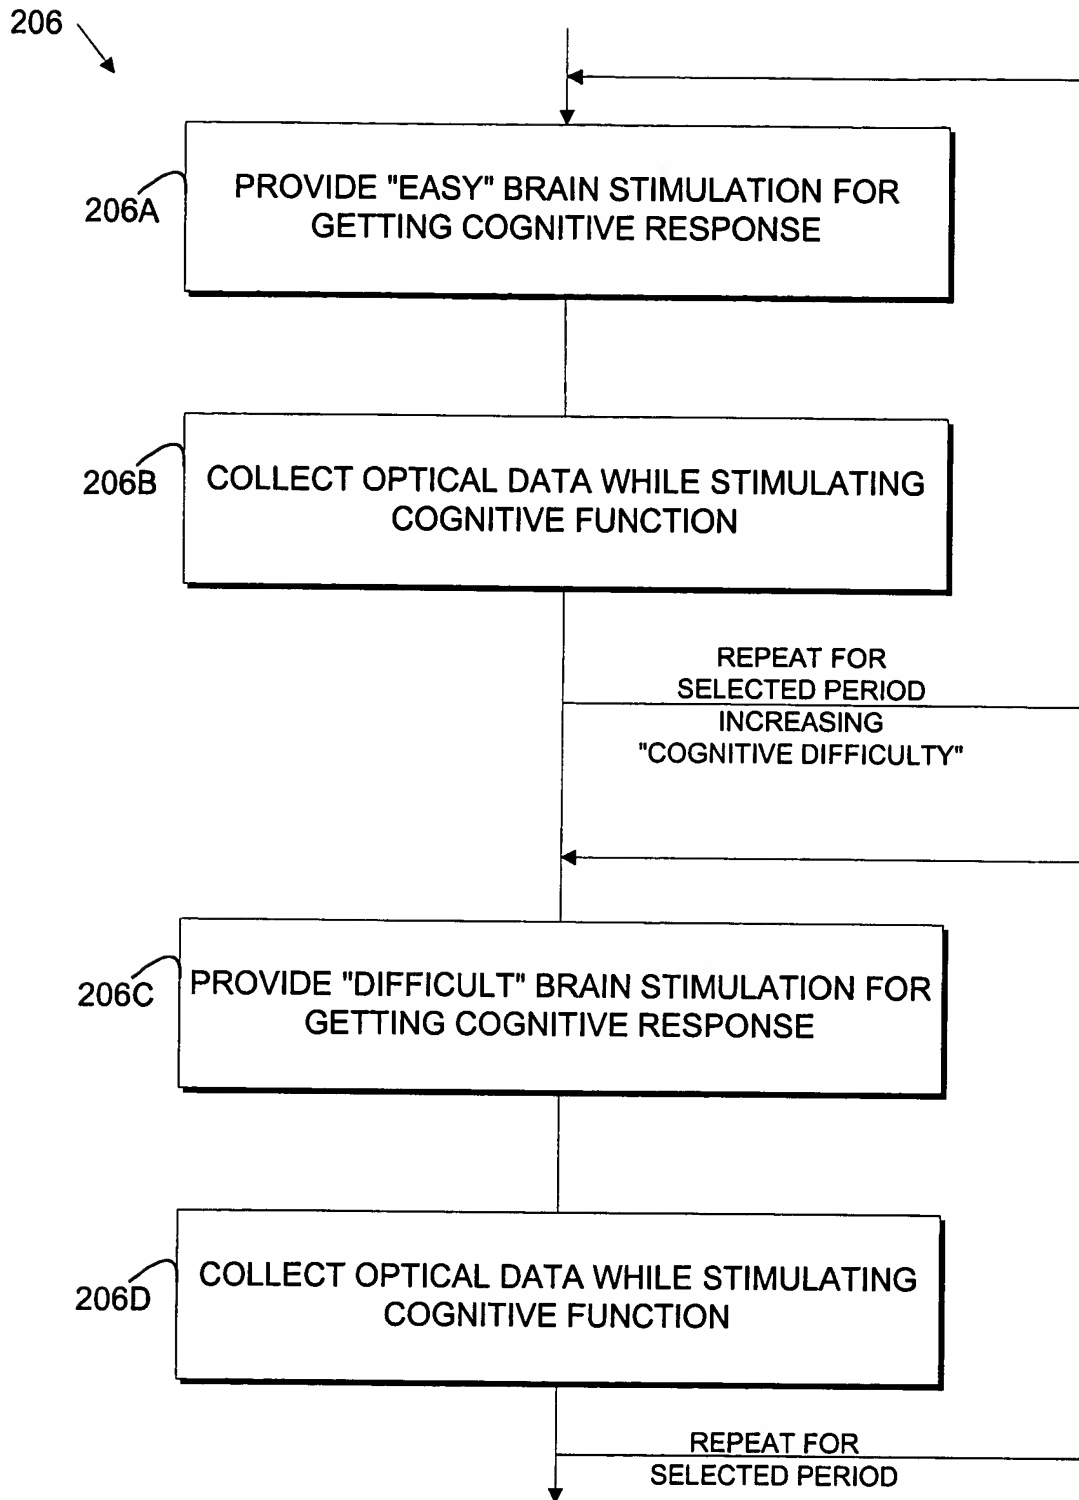 206
PROVIDE "EASY" BRAIN STIMULATION FOR
GETTING COGNITIVE RESPONSE
206A
COLLECT OPTICAL DATA WHILE STIMULATING
COGNITIVE FUNCTION
206B
REPEAT FOR
SELECTED PERIOD
INCREASING
"COGNITIVE DIFFICULTY"
PROVIDE "DIFFICULT" BRAIN STIMULATION FOR
GETTING COGNITIVE RESPONSE
206C
COLLECT OPTICAL DATA WHILE STIMULATING
COGNITIVE FUNCTION
206D
REPEAT FOR
SELECTED PERIOD